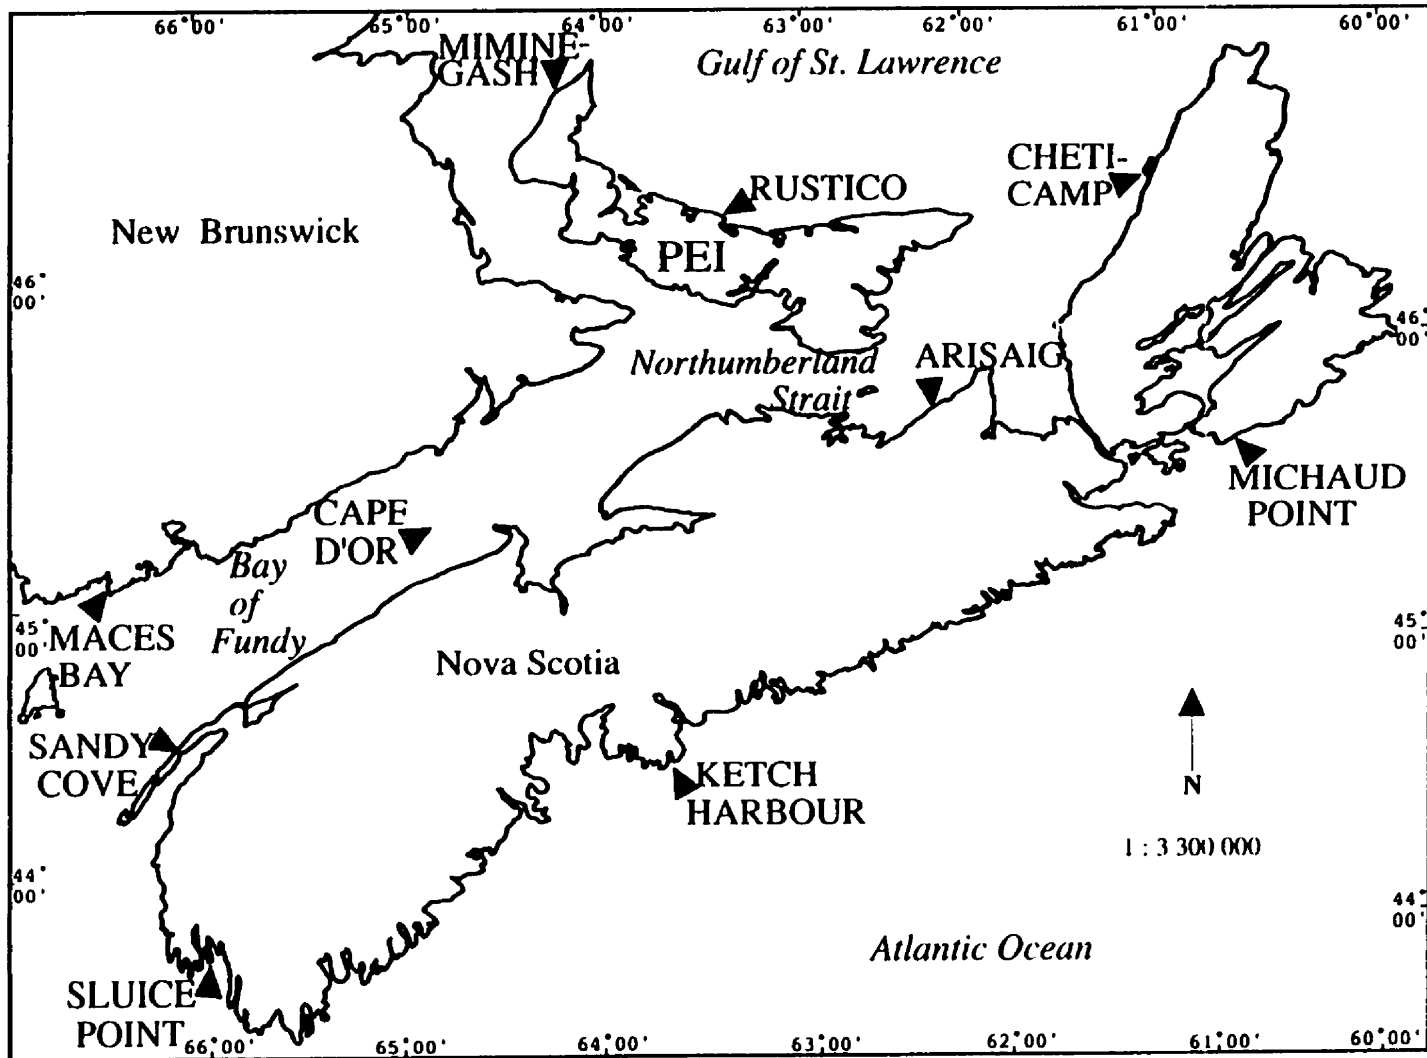 66°00' 65°00' 64°00' 63°00' 62°00' 61°00' 60°00'
MIMINE-
GASH
Gulf of St. Lawrence
CHETI-
CAMP
RUSTICO
New Brunswick
PEI
46°
00'
46°
00'
Northumberland
Strait
ARISAIG
MICHAUD
POINT
CAPE
D'OR
Bay
of
Fundy
45°
00'
45°
00'
MACES
BAY
Nova Scotia
SANDY
COVE
KETCH
HARBOUR
N
1 : 3 300 000
44°
00'
44°
00'
Atlantic Ocean
SLUICE
POINT
66°00' 65°00' 64°00' 63°00' 62°00' 61°00' 60°00'